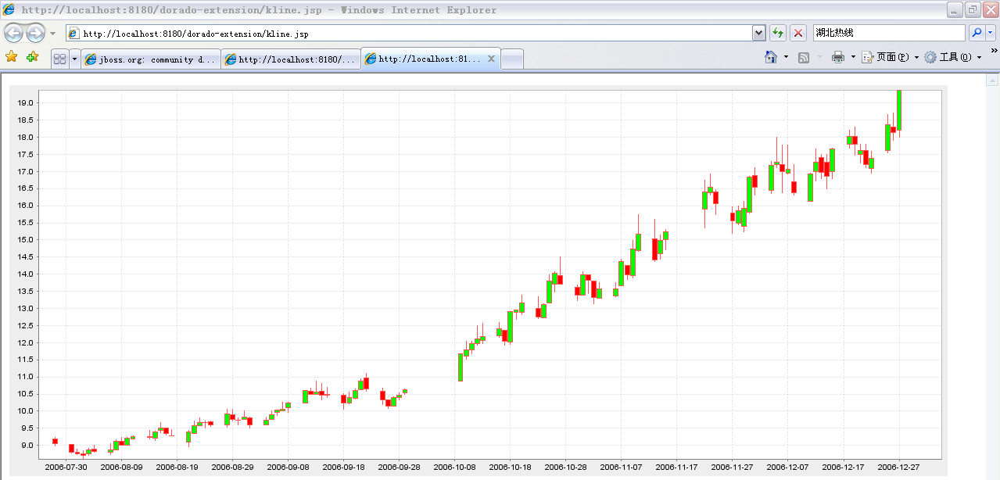 http://localhost:8180/dorado-extension/kline.jsp - Windows Internet Explorer
http://localhost:8180/dorado-extension/kline.jsp
湖北热线
jboss.org: community d...
http://localhost:8180/...
http://localhost:81...
页面(P)
工具(O)
19.0
18.5
18.0
17.5
17.0
16.5
16.0
15.5
15.0
14.5
14.0
13.5
13.0
12.5
12.0
11.5
11.0
10.5
10.0
9.5
9.0
2006-07-30 2006-08-09 2006-08-19 2006-08-29 2006-09-08 2006-09-18 2006-09-28 2006-10-08 2006-10-18 2006-10-28 2006-11-07 2006-11-17 2006-11-27 2006-12-07 2006-12-17 2006-12-27